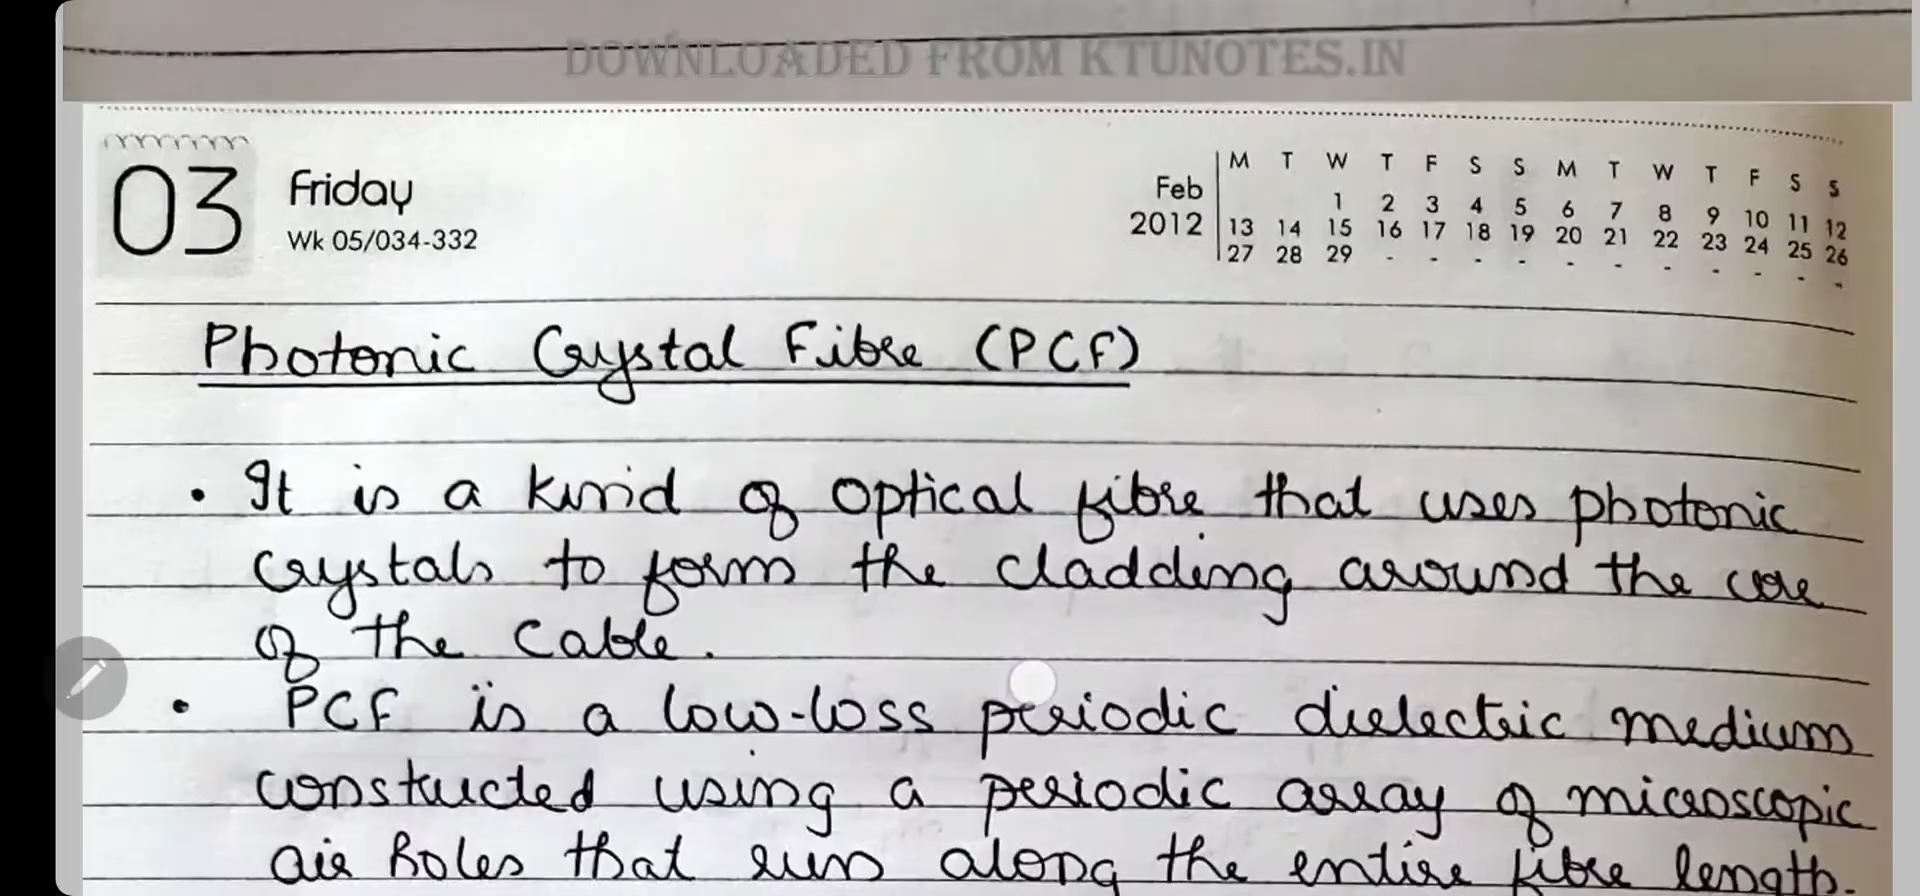 DOWNLOADED FROM KTUNOTES.IN
03 Friday
Wk 05/034-332
M T W T F S S M T W T F S S
Feb 1 2 3 4 5 6 7 8 9 10 11 12
2012 13 14 15 16 17 18 19 20 21 22 23 24 25 26
27 28 29 - - - - - - - - - - -
Photonic Crystal Fibre (PCF)
• It is a kind of optical fibre that uses photonic
crystals to form the cladding around the core
of the cable.
• PCF is a low-loss periodic dielectric medium
constucted using a periodic array of microscopic
air holes that run along the entire fibre length.